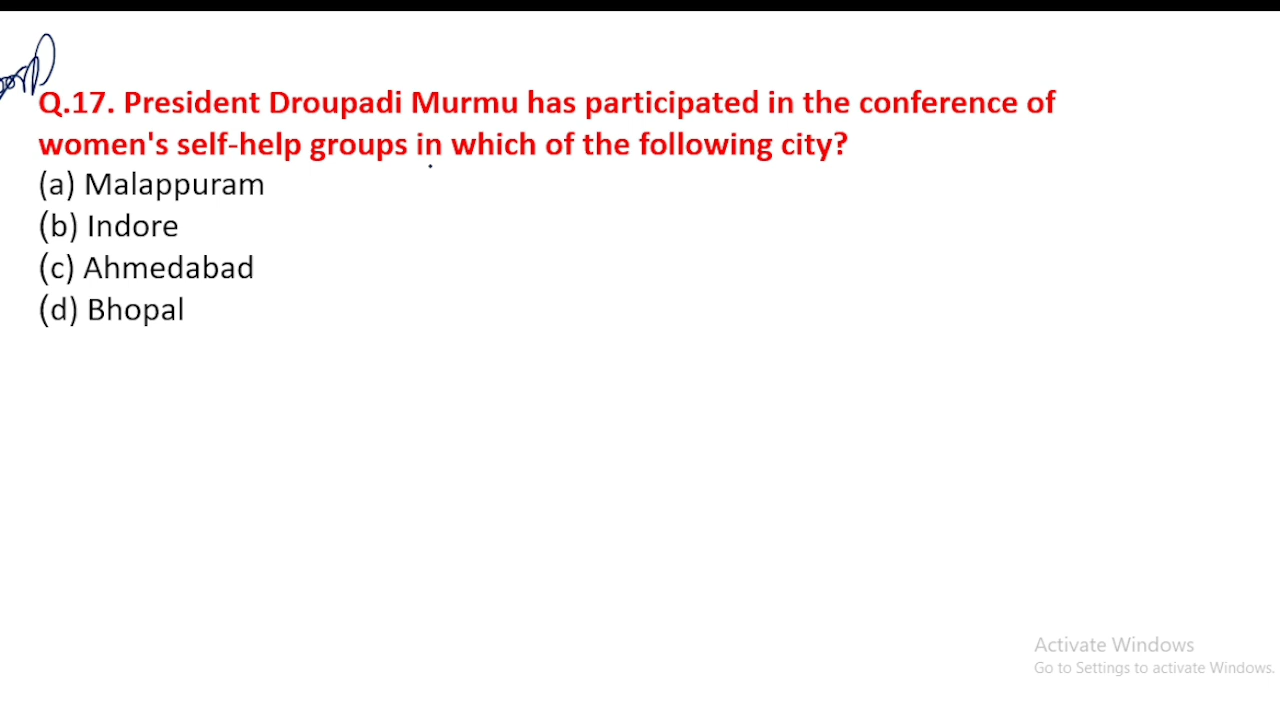 Q.17. President Droupadi Murmu has participated in the conference of
women's self-help groups in which of the following city?
(a) Malappuram
(b) Indore
(c) Ahmedabad
(d) Bhopal
Activate Windows
Go to Settings to activate Windows.